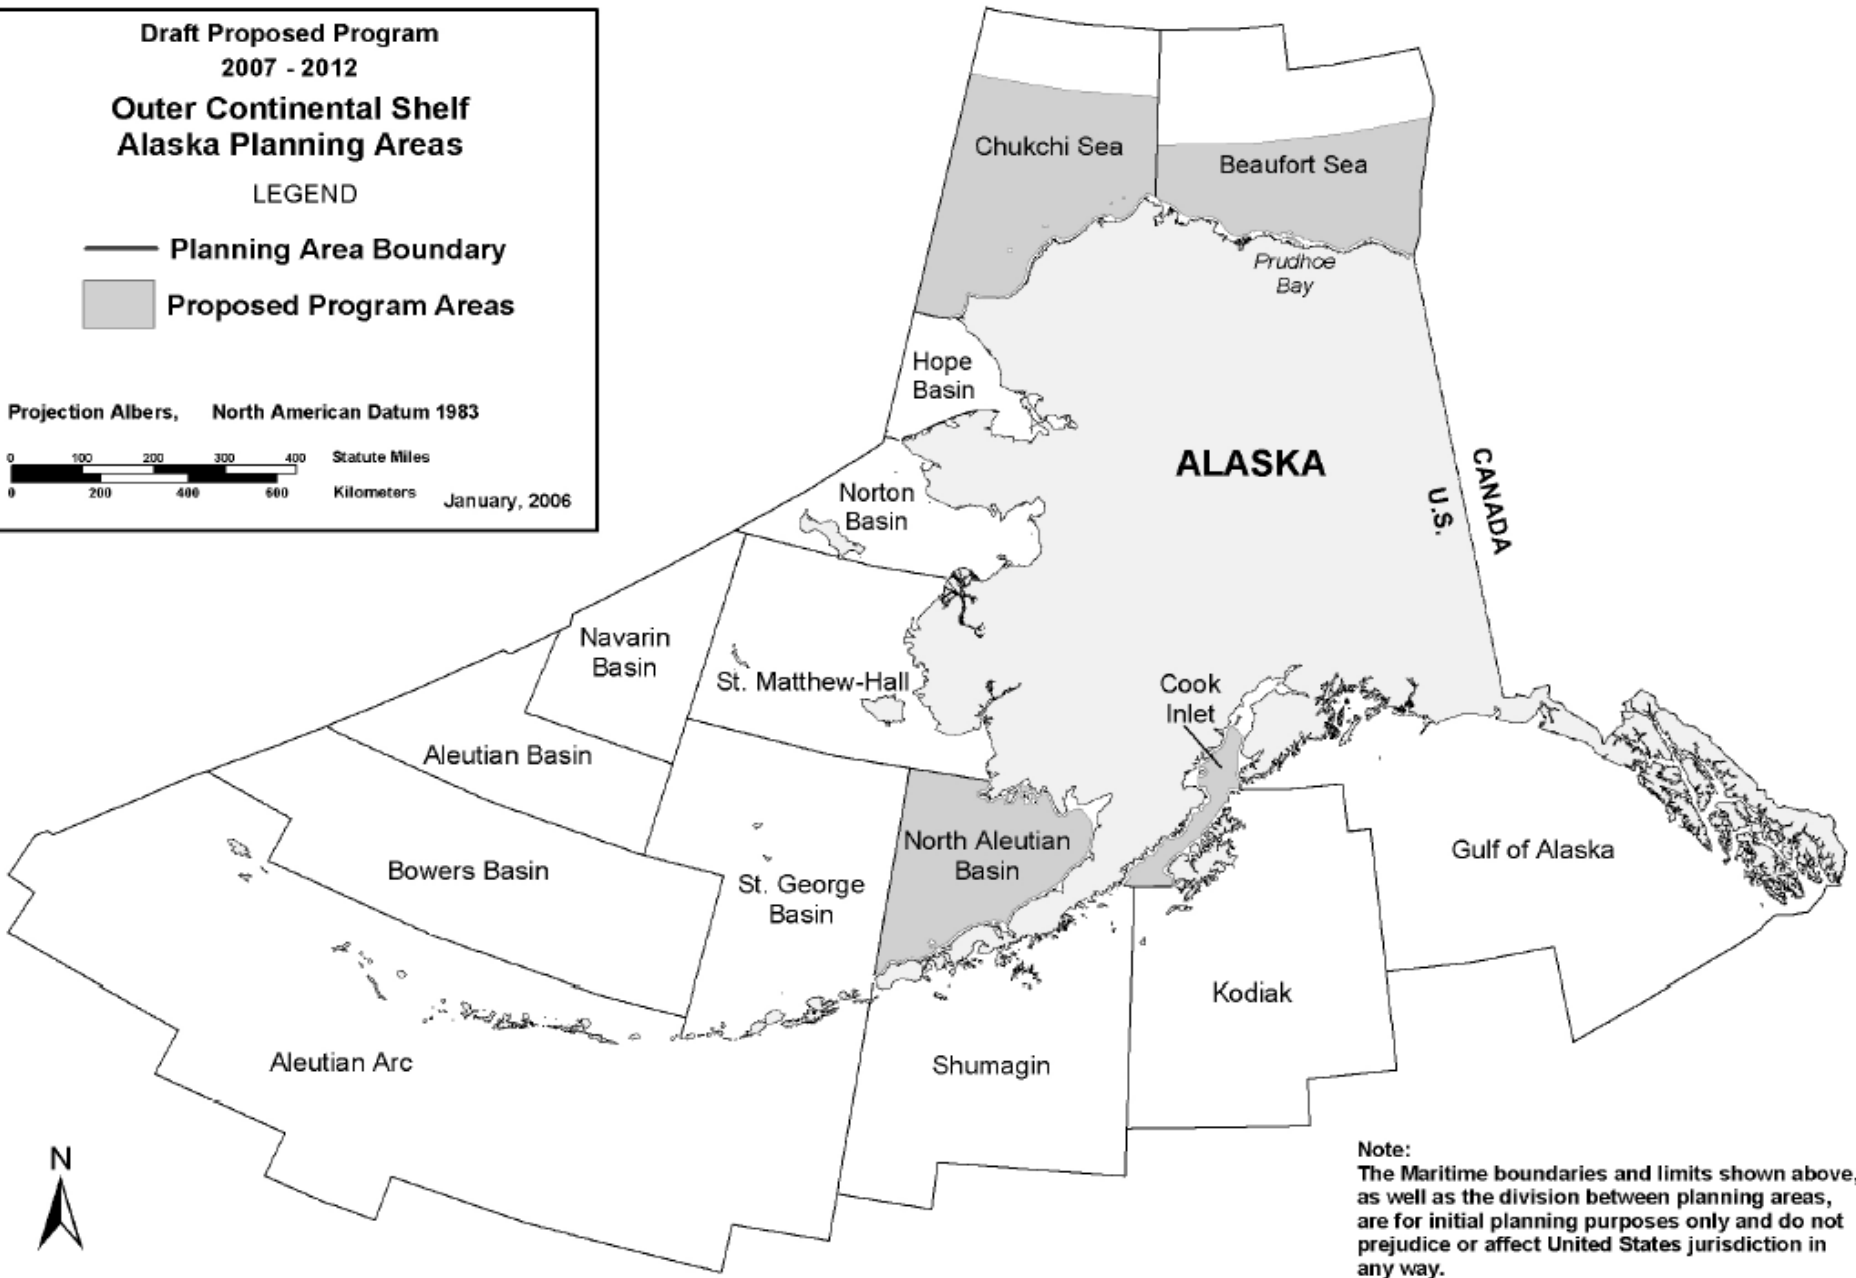 Draft Proposed Program
2007 - 2012
Outer Continental Shelf
Alaska Planning Areas
LEGEND
Planning Area Boundary
Proposed Program Areas
Projection Albers, North American Datum 1983
0 100 200 300 400 Statute Miles
0 200 400 600 Kilometers
January, 2006
Chukchi Sea
Beaufort Sea
Prudhoe
Bay
Hope
Basin
ALASKA
CANADA
U.S.
Norton
Basin
Navarin
Basin
St. Matthew-Hall
Cook
Inlet
Aleutian Basin
North Aleutian
Basin
Gulf of Alaska
Bowers Basin
St. George
Basin
Kodiak
Aleutian Arc
Shumagin
N
Note:
The Maritime boundaries and limits shown above,
as well as the division between planning areas,
are for initial planning purposes only and do not
prejudice or affect United States jurisdiction in
any way.